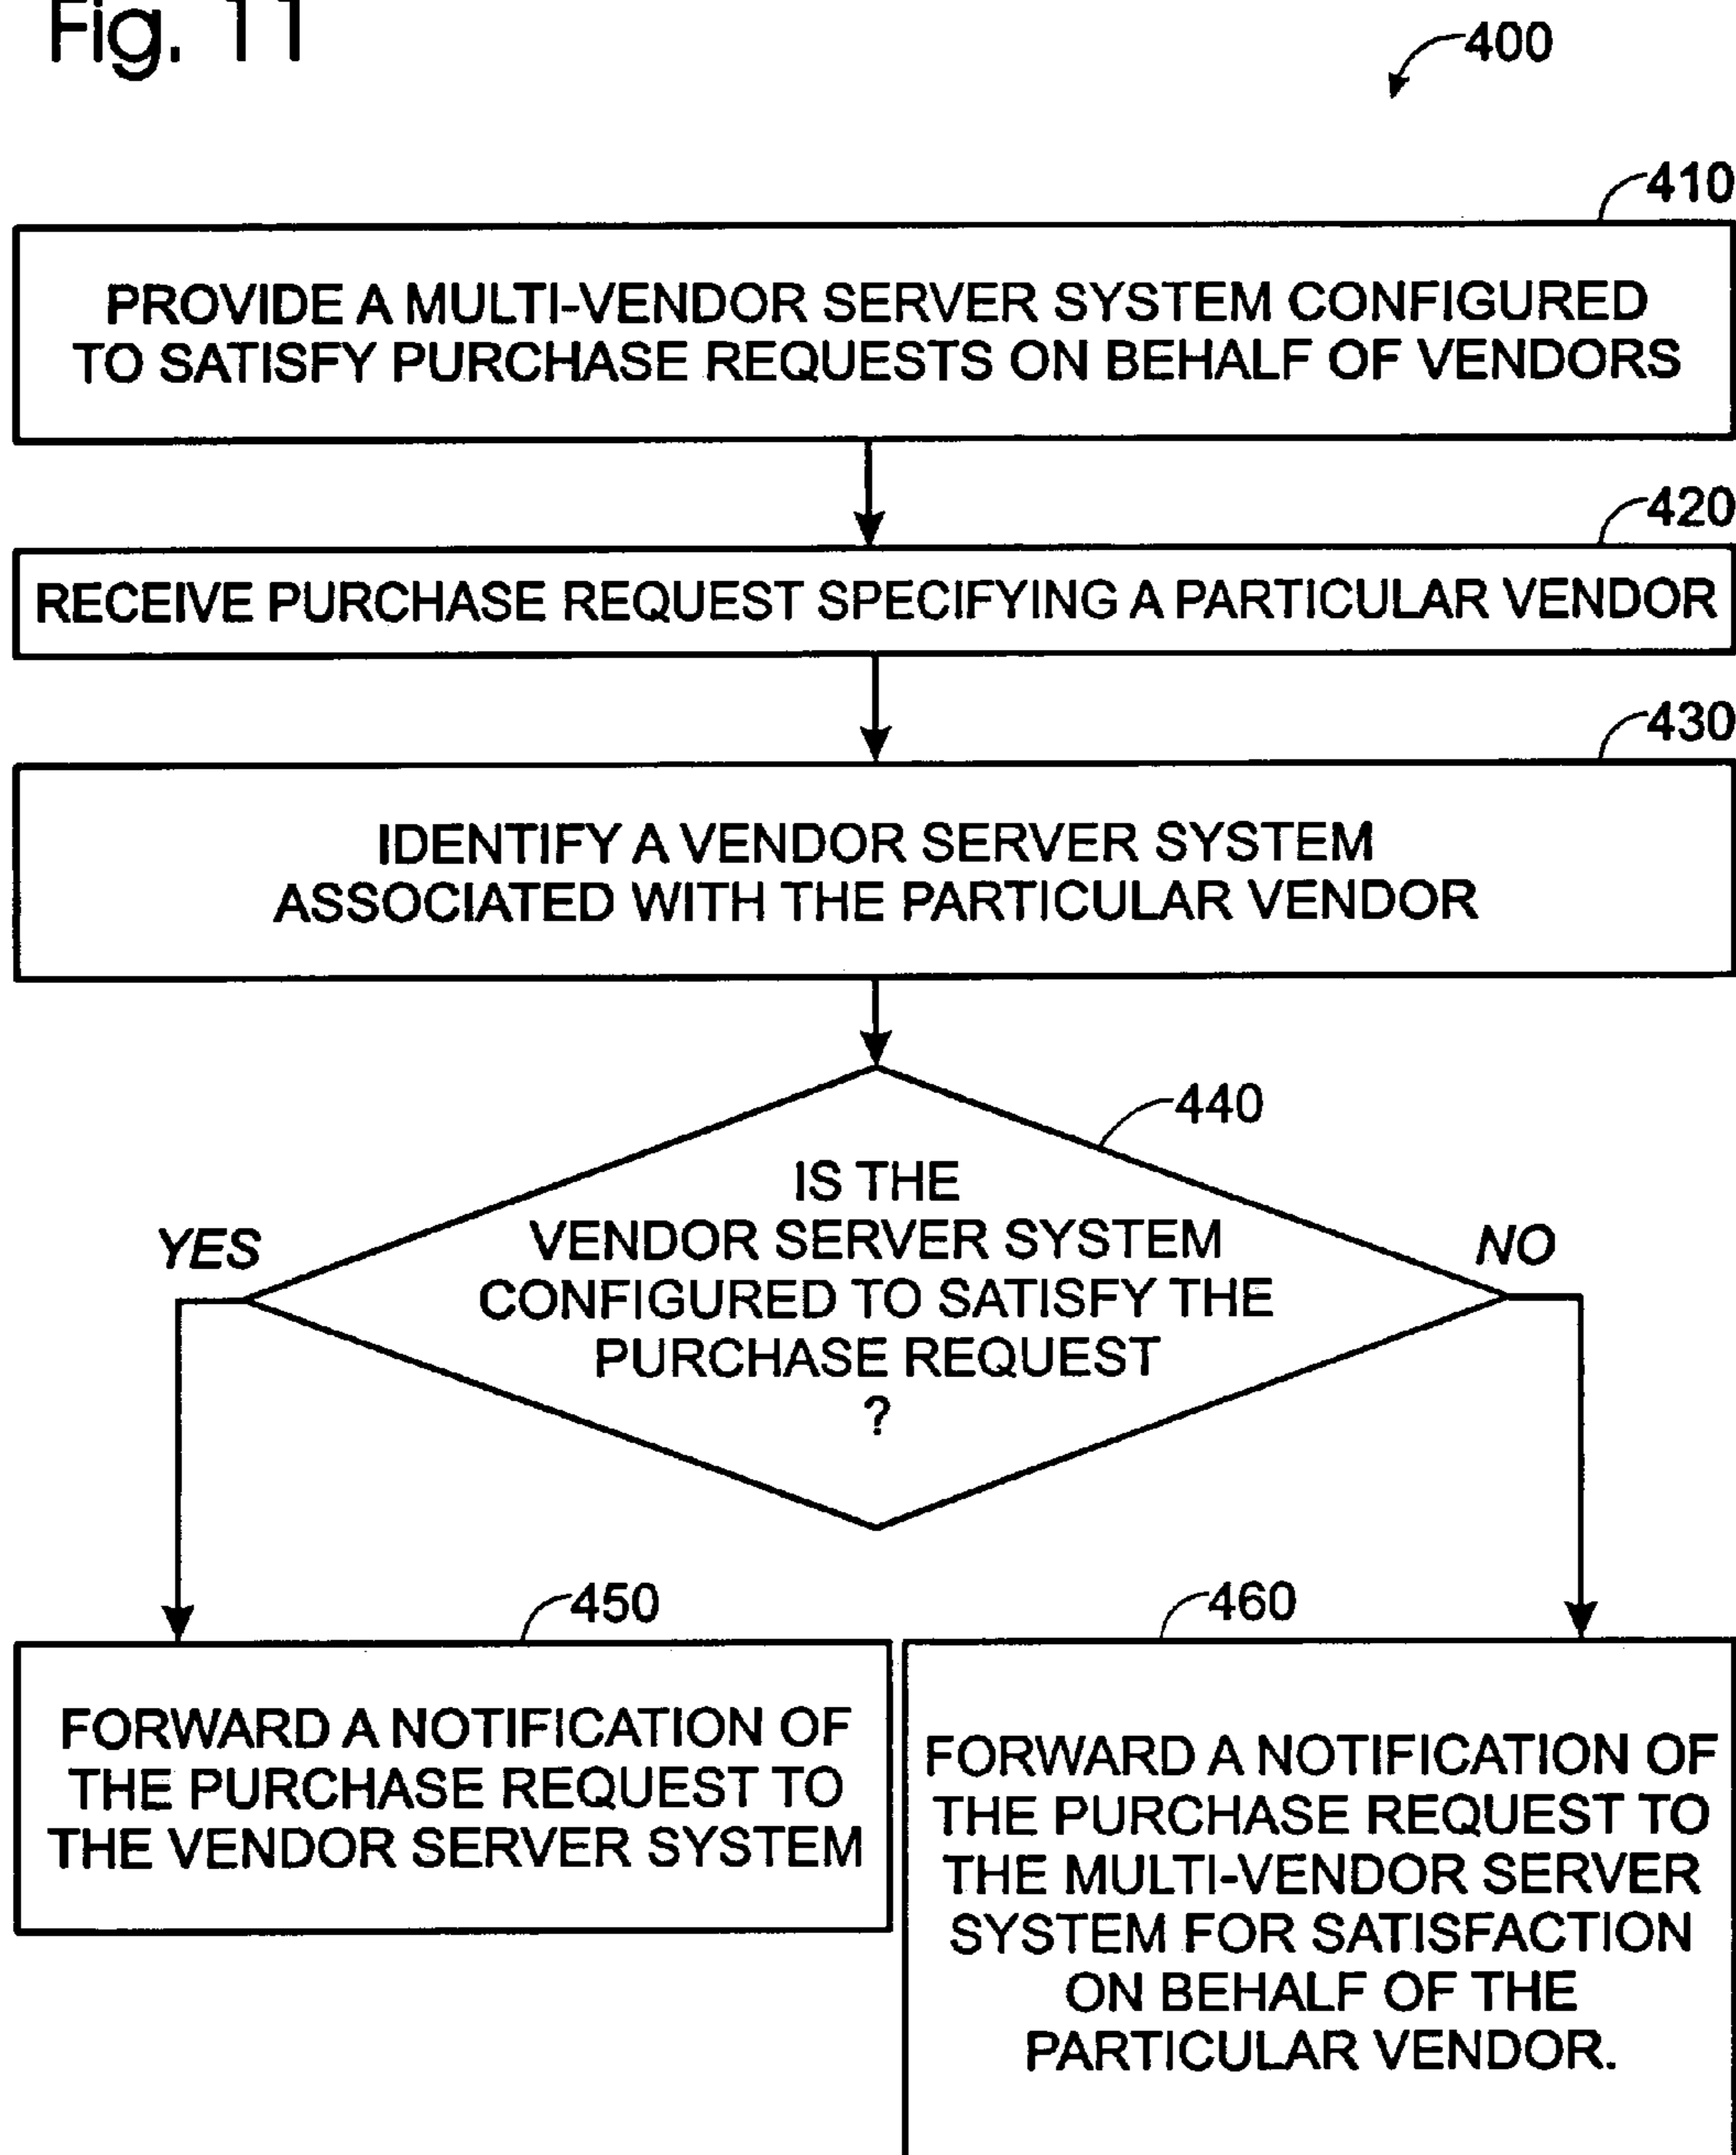 Fig. 11
400
410
PROVIDE A MULTI-VENDOR SERVER SYSTEM CONFIGURED
TO SATISFY PURCHASE REQUESTS ON BEHALF OF VENDORS
420
RECEIVE PURCHASE REQUEST SPECIFYING A PARTICULAR VENDOR
430
IDENTIFY A VENDOR SERVER SYSTEM
ASSOCIATED WITH THE PARTICULAR VENDOR
440
IS THE
VENDOR SERVER SYSTEM
CONFIGURED TO SATISFY THE
PURCHASE REQUEST
?
YES
NO
450
FORWARD A NOTIFICATION OF
THE PURCHASE REQUEST TO
THE VENDOR SERVER SYSTEM
460
FORWARD A NOTIFICATION OF
THE PURCHASE REQUEST TO
THE MULTI-VENDOR SERVER
SYSTEM FOR SATISFACTION
ON BEHALF OF THE
PARTICULAR VENDOR.